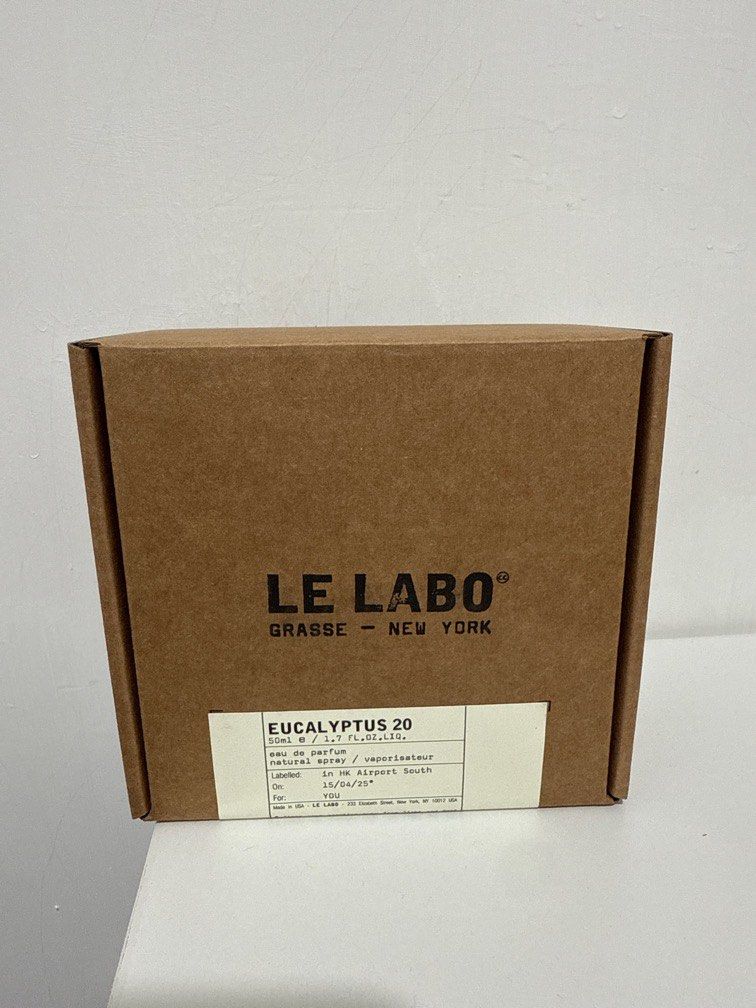 LE LABO
GRASSE — NEW YORK
EUCALYPTUS 20
50ml e / 1.7 FL.OZ.LIQ.
eau de parfum
natural spray / vaporisateur
Labelled: in HK Airport South
On: 15/04/25*
For: YOU
Made in USA - LE LABO - 233 Elizabeth Street, New York, NY 10012 USA